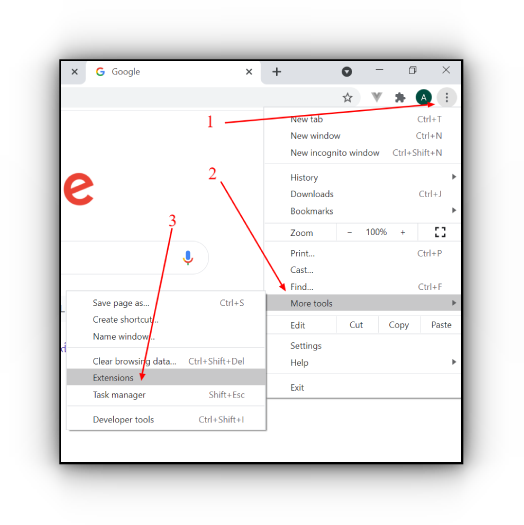 Google
A
1
New tab Ctrl+T
New window Ctrl+N
New incognito window Ctrl+Shift+N
2
History
Downloads Ctrl+J
Bookmarks
e
3
Zoom - 100% +
Print... Ctrl+P
Cast...
Find... Ctrl+F
More tools
Edit Cut Copy Paste
Settings
Help
Exit
Save page as... Ctrl+S
Create shortcut...
Name window...
Clear browsing data... Ctrl+Shift+Del
Extensions
Task manager Shift+Esc
Developer tools Ctrl+Shift+I